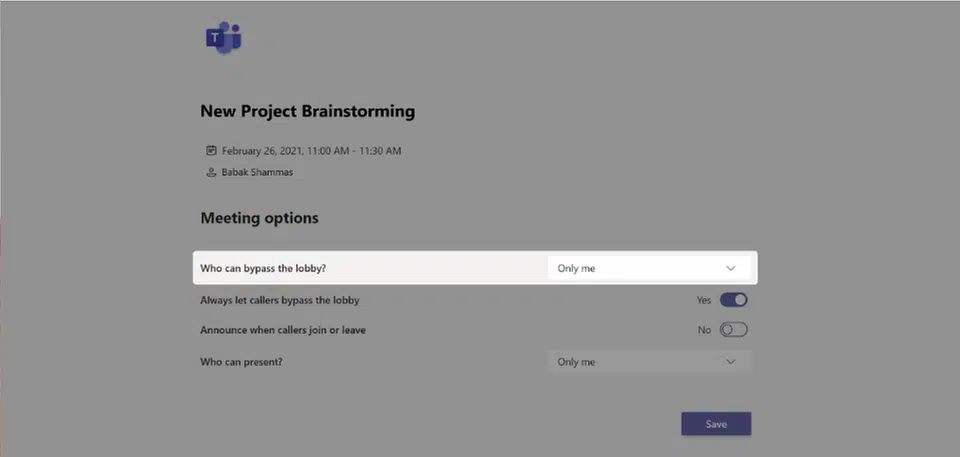 T
New Project Brainstorming
February 26, 2021, 11:00 AM - 11:30 AM
Babak Shammas
Meeting options
Who can bypass the lobby? Only me
Always let callers bypass the lobby Yes
Announce when callers join or leave No
Who can present? Only me
Save